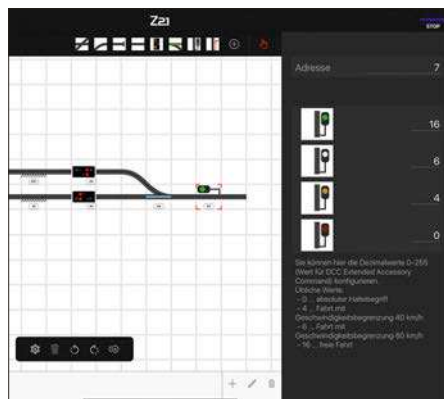 Z21
STOP
Adresse 7
16
6
4
0
Sie können hier die Dezimalwerte 0-255
(Wert für DCC Extended Accessory
Command) konfigurieren.
Übliche Werte:
- 0 ... absoluter Haltebegriff
- 4 ... Fahrt mit
Geschwindigkeitsbegrenzung 40 km/h
- 6 ... Fahrt mit
Geschwindigkeitsbegrenzung 60 km/h
- 16 ... freie Fahrt